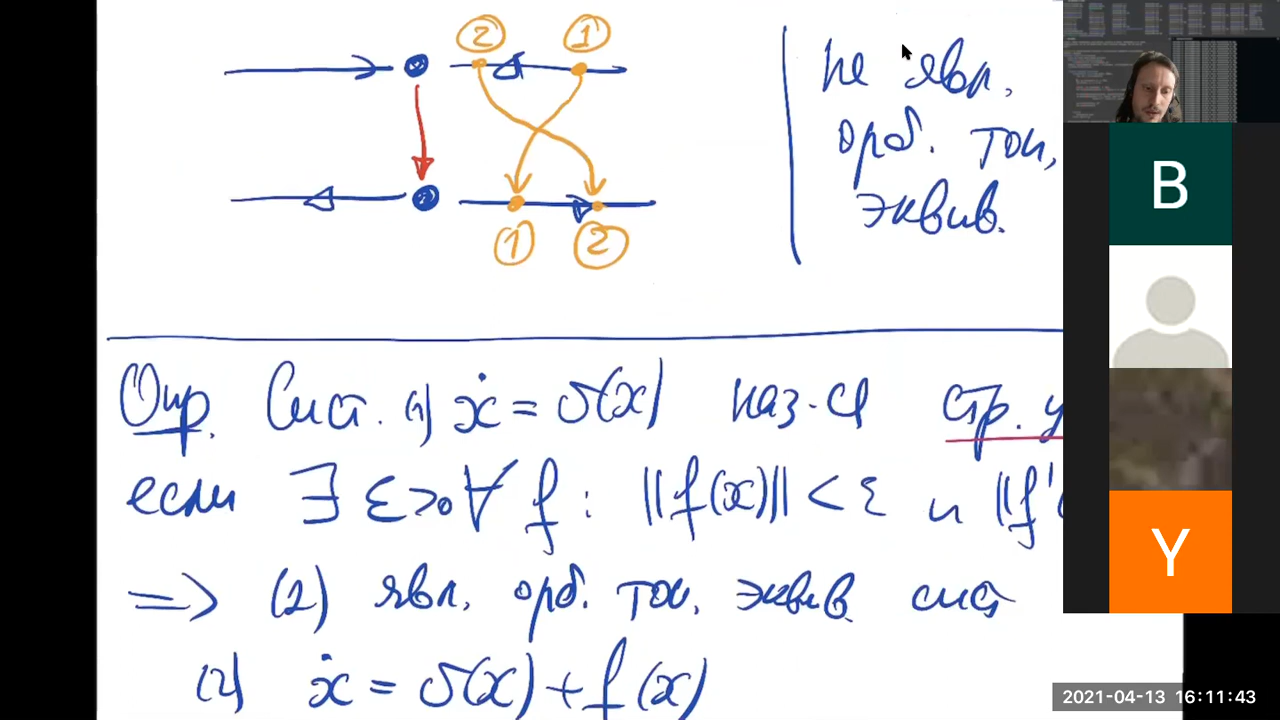 ② ①
не явл.
орб. топ.
эквив.
① ②
Опр. Сист. (1) ẋ = v(x) наз-ся стр. у
если ∃ ε>0 ∀ f : ||f(x)|| < ε и ||f'(
=> (2) явл. орб. топ. эквив. сист
(2) ẋ = v(x) + f(x)
B
Y
2021-04-13 16:11:43